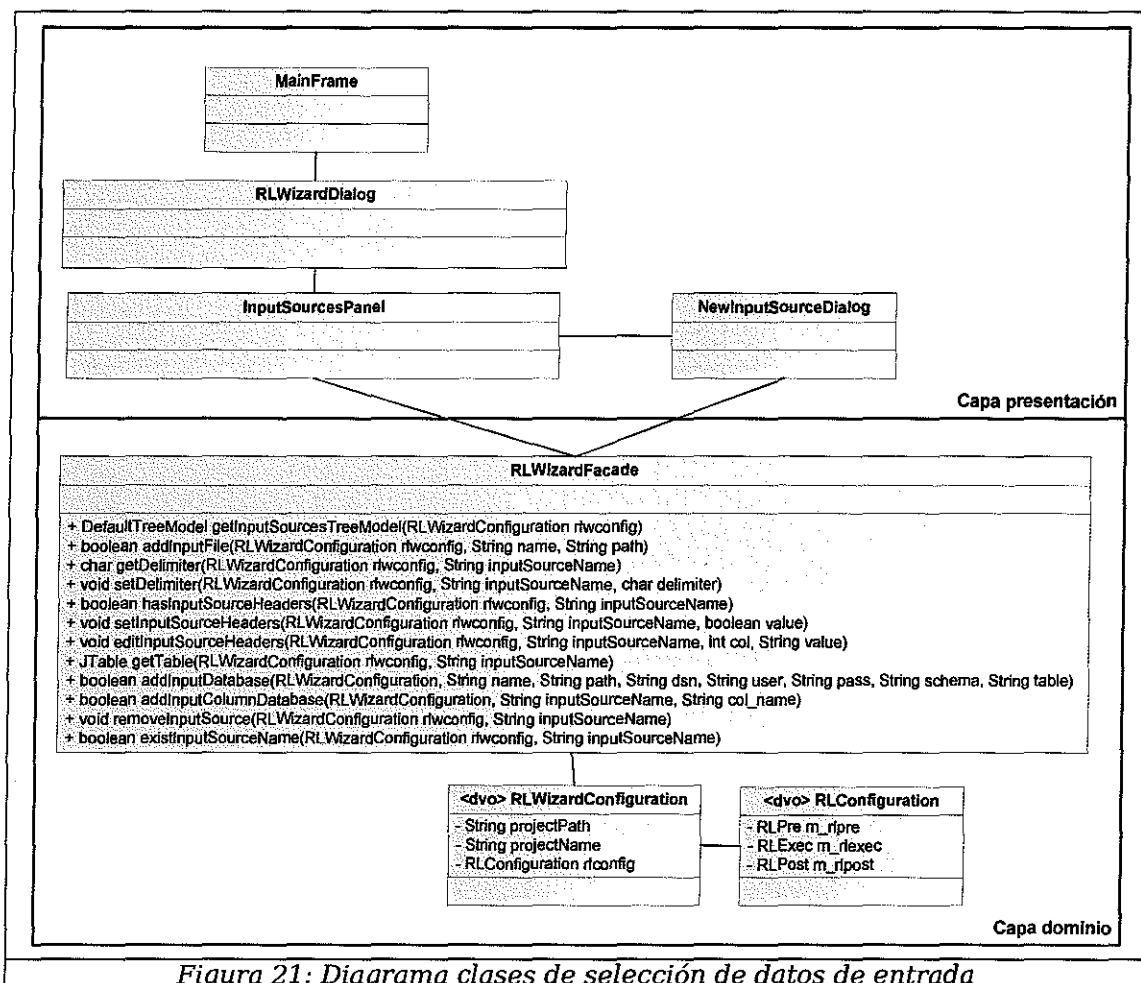 MainFrame
RLWizardDialog
InputSourcesPanel
NewInputSourceDialog
Capa presentación
RLWizardFacade
+ DefaultTreeModel getInputSourcesTreeModel(RLWizardConfiguration rlwconfig)
+ boolean addInputFile(RLWizardConfiguration rlwconfig, String name, String path)
+ char getDelimiter(RLWizardConfiguration rlwconfig, String inputSourceName)
+ void setDelimiter(RLWizardConfiguration rlwconfig, String inputSourceName, char delimiter)
+ boolean hasInputSourceHeaders(RLWizardConfiguration rlwconfig, String inputSourceName)
+ void setInputSourceHeaders(RLWizardConfiguration rlwconfig, String inputSourceName, boolean value)
+ void editInputSourceHeaders(RLWizardConfiguration rlwconfig, String inputSourceName, int col, String value)
+ JTable getTable(RLWizardConfiguration rlwconfig, String inputSourceName)
+ boolean addInputDatabase(RLWizardConfiguration, String name, String path, String dsn, String user, String pass, String schema, String table)
+ boolean addInputColumnDatabase(RLWizardConfiguration, String inputSourceName, String col_name)
+ void removeInputSource(RLWizardConfiguration rlwconfig, String inputSourceName)
+ boolean existInputSourceName(RLWizardConfiguration rlwconfig, String inputSourceName)
<dvo> RLWizardConfiguration
- String projectPath
- String projectName
- RLConfiguration rlconfig
<dvo> RLConfiguration
- RLPre m_rlpre
- RLExec m_rlexec
- RLPost m_rlpost
Capa dominio
Figura 21: Diagrama clases de selección de datos de entrada